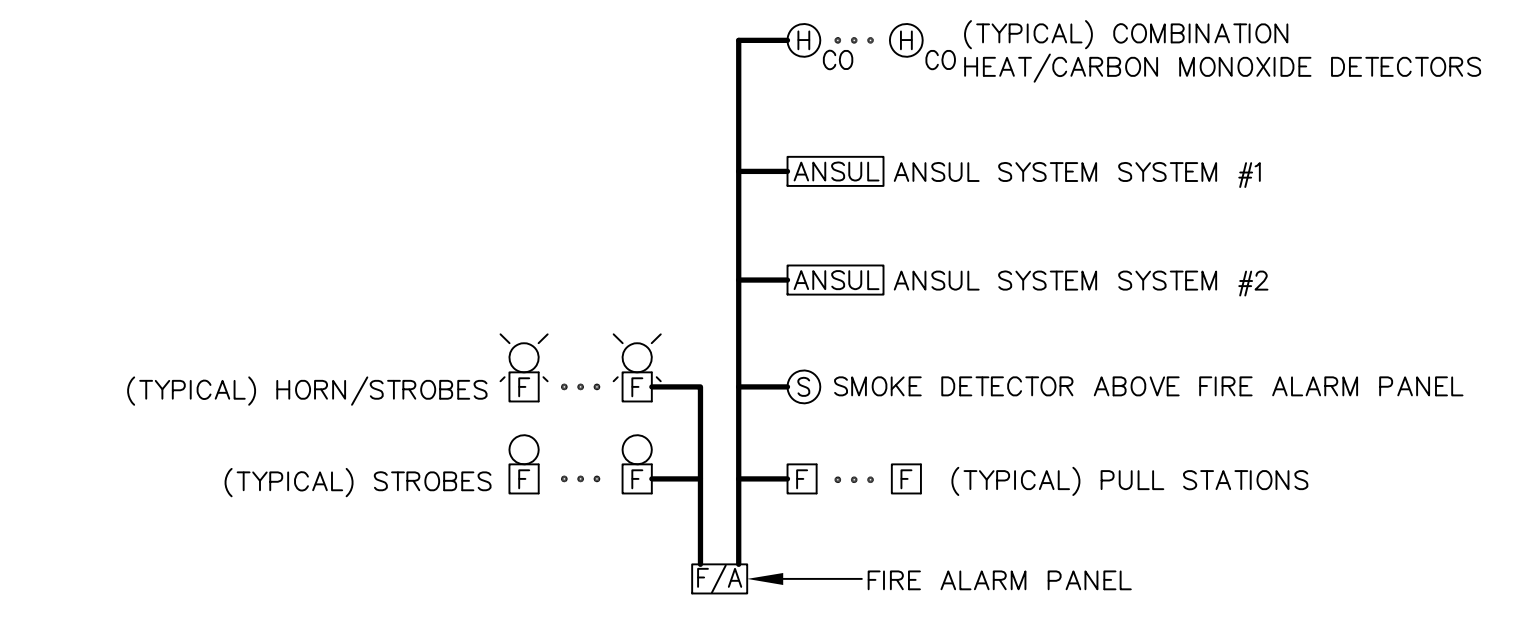 H H (TYPICAL) COMBINATION
CO CO HEAT/CARBON MONOXIDE DETECTORS
ANSUL ANSUL SYSTEM SYSTEM #1
ANSUL ANSUL SYSTEM SYSTEM #2
(TYPICAL) HORN/STROBES F F S SMOKE DETECTOR ABOVE FIRE ALARM PANEL
(TYPICAL) STROBES F F F F (TYPICAL) PULL STATIONS
F/A FIRE ALARM PANEL